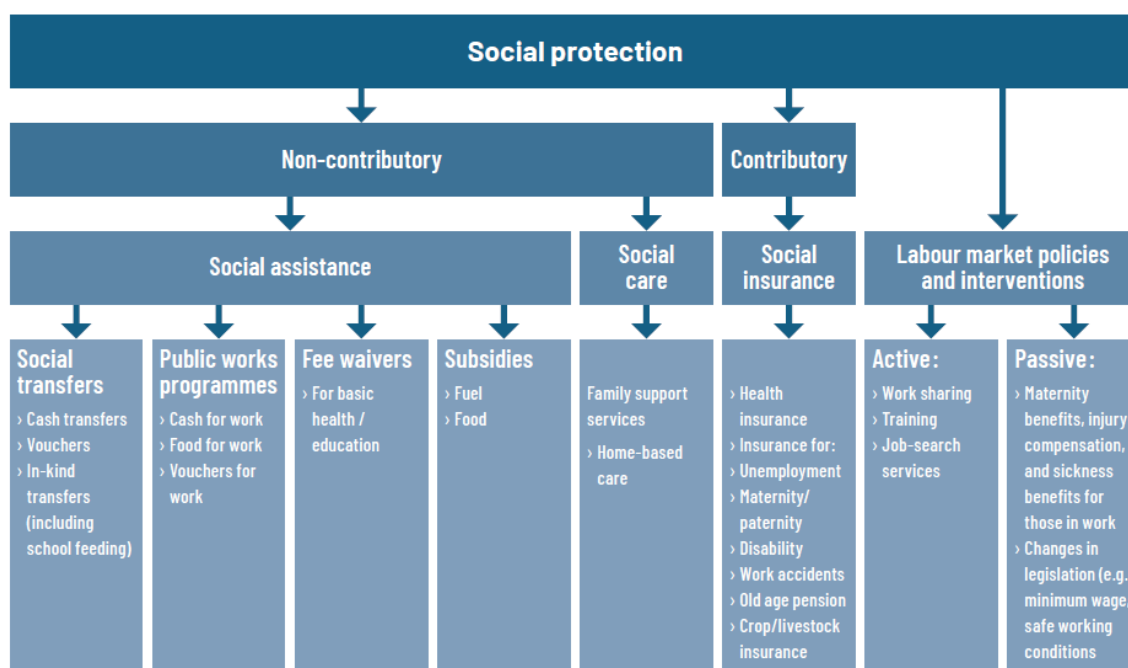 Social protection
Non-contributory
Contributory
Social assistance
Social
care
Social
insurance
Labour market policies
and interventions
Social
transfers
› Cash transfers
› Vouchers
› In-kind
transfers
(including
school feeding)
Public works
programmes
› Cash for work
› Food for work
› Vouchers for
work
Fee waivers
› For basic
health /
education
Subsidies
› Fuel
› Food
Family support
services
› Home-based
care
› Health
insurance
› Insurance for:
› Unemployment
› Maternity/
paternity
› Disability
› Work accidents
› Old age pension
› Crop/livestock
insurance
Active:
› Work sharing
› Training
› Job-search
services
Passive:
› Maternity
benefits, injury
compensation,
and sickness
benefits for
those in work
› Changes in
legislation (e.g.
minimum wage,
safe working
conditions